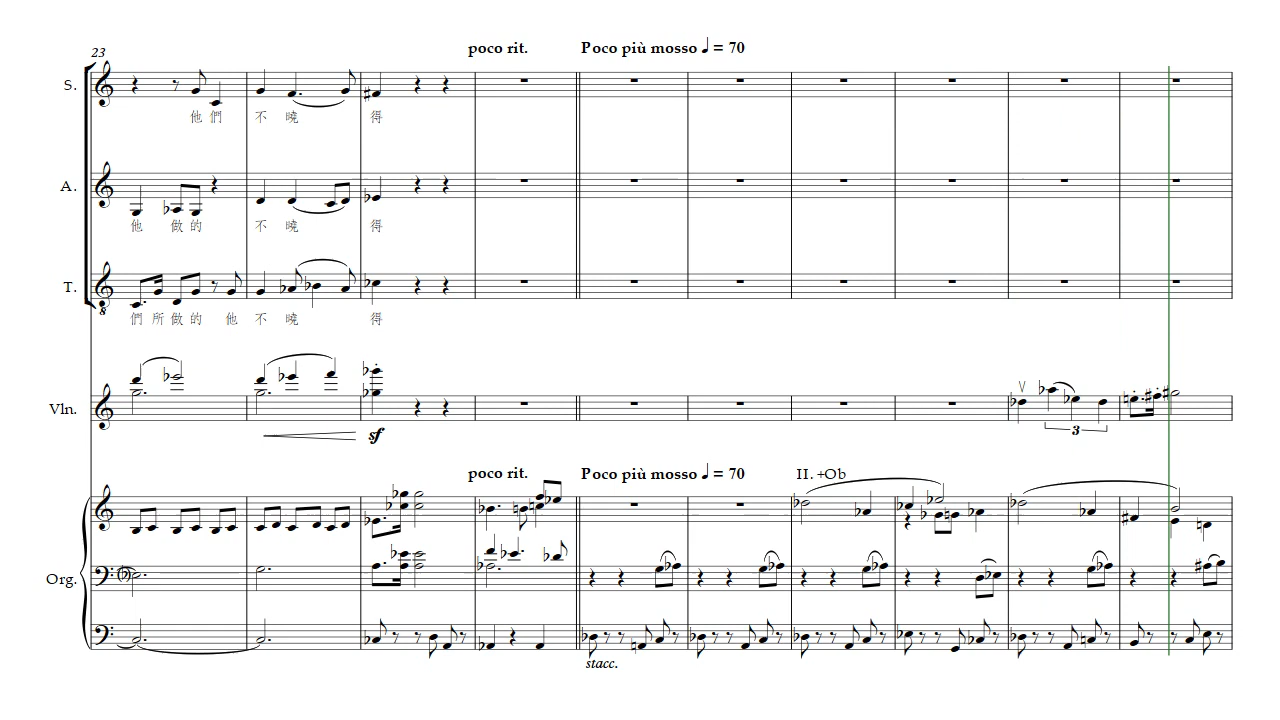 23
poco rit. Poco più mosso ♩= 70
S.
他們 不 曉 得
A.
他 做 的 不 曉 得
T.
8
們 所 做 的 他 不 曉 得
Vln.
sf 3
poco rit. Poco più mosso ♩= 70 II. +Ob
Org.
stacc.